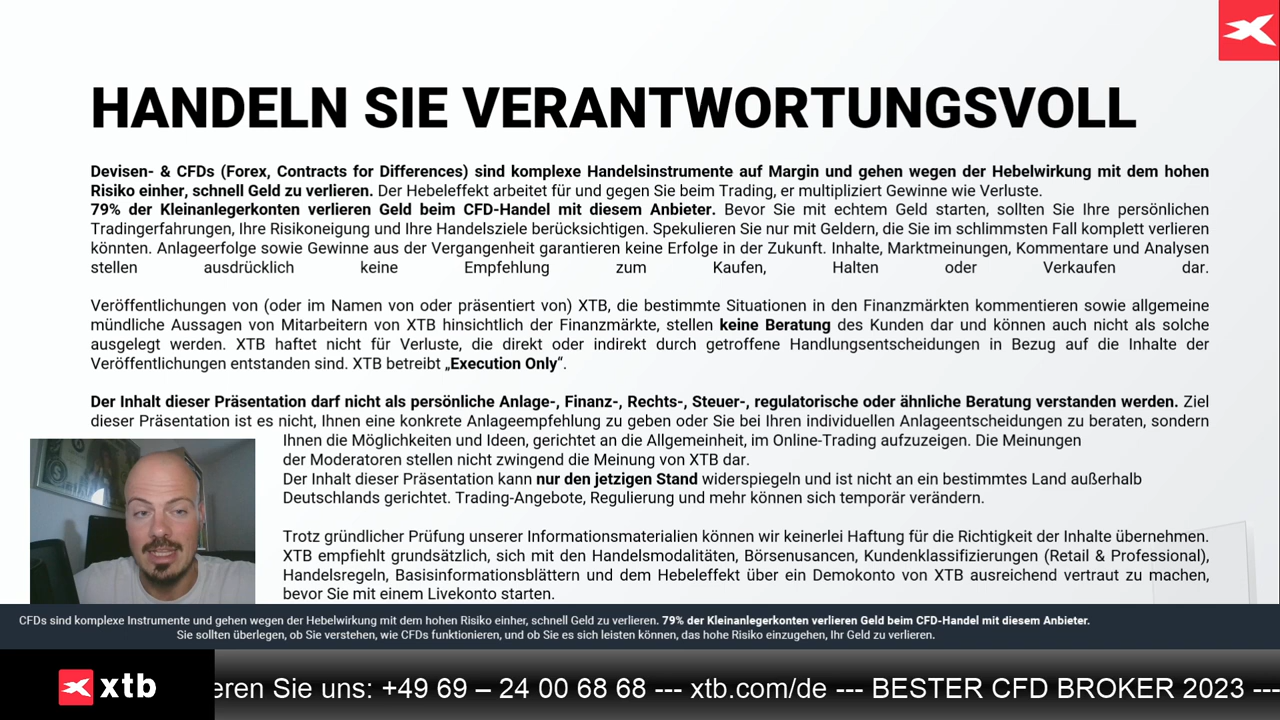 HANDELN SIE VERANTWORTUNGSVOLL
Devisen- & CFDs (Forex, Contracts for Differences) sind komplexe Handelsinstrumente auf Margin und gehen wegen der Hebelwirkung mit dem hohen
Risiko einher, schnell Geld zu verlieren. Der Hebeleffekt arbeitet für und gegen Sie beim Trading, er multipliziert Gewinne wie Verluste.
79% der Kleinanlegerkonten verlieren Geld beim CFD-Handel mit diesem Anbieter. Bevor Sie mit echtem Geld starten, sollten Sie Ihre persönlichen
Tradingerfahrungen, Ihre Risikoneigung und Ihre Handelsziele berücksichtigen. Spekulieren Sie nur mit Geldern, die Sie im schlimmsten Fall komplett verlieren
könnten. Anlageerfolge sowie Gewinne aus der Vergangenheit garantieren keine Erfolge in der Zukunft. Inhalte, Marktmeinungen, Kommentare und Analysen
stellen ausdrücklich keine Empfehlung zum Kaufen, Halten oder Verkaufen dar.
Veröffentlichungen von (oder im Namen von oder präsentiert von) XTB, die bestimmte Situationen in den Finanzmärkten kommentieren sowie allgemeine
mündliche Aussagen von Mitarbeitern von XTB hinsichtlich der Finanzmärkte, stellen keine Beratung des Kunden dar und können auch nicht als solche
ausgelegt werden. XTB haftet nicht für Verluste, die direkt oder indirekt durch getroffene Handlungsentscheidungen in Bezug auf die Inhalte der
Veröffentlichungen entstanden sind. XTB betreibt „Execution Only“.
Der Inhalt dieser Präsentation darf nicht als persönliche Anlage-, Finanz-, Rechts-, Steuer-, regulatorische oder ähnliche Beratung verstanden werden. Ziel
dieser Präsentation ist es nicht, Ihnen eine konkrete Anlageempfehlung zu geben oder Sie bei Ihren individuellen Anlageentscheidungen zu beraten, sondern
Ihnen die Möglichkeiten und Ideen, gerichtet an die Allgemeinheit, im Online-Trading aufzuzeigen. Die Meinungen
der Moderatoren stellen nicht zwingend die Meinung von XTB dar.
Der Inhalt dieser Präsentation kann nur den jetzigen Stand widerspiegeln und ist nicht an ein bestimmtes Land außerhalb
Deutschlands gerichtet. Trading-Angebote, Regulierung und mehr können sich temporär verändern.
Trotz gründlicher Prüfung unserer Informationsmaterialien können wir keinerlei Haftung für die Richtigkeit der Inhalte übernehmen.
XTB empfiehlt grundsätzlich, sich mit den Handelsmodalitäten, Börsenusancen, Kundenklassifizierungen (Retail & Professional),
Handelsregeln, Basisinformationsblättern und dem Hebeleffekt über ein Demokonto von XTB ausreichend vertraut zu machen,
bevor Sie mit einem Livekonto starten.
CFDs sind komplexe Instrumente und gehen wegen der Hebelwirkung mit dem hohen Risiko einher, schnell Geld zu verlieren. 79% der Kleinanlegerkonten verlieren Geld beim CFD-Handel mit diesem Anbieter.
Sie sollten überlegen, ob Sie verstehen, wie CFDs funktionieren, und ob Sie es sich leisten können, das hohe Risiko einzugehen, Ihr Geld zu verlieren.
xtb eren Sie uns: +49 69 – 24 00 68 68 --- xtb.com/de --- BESTER CFD BROKER 2023 ---